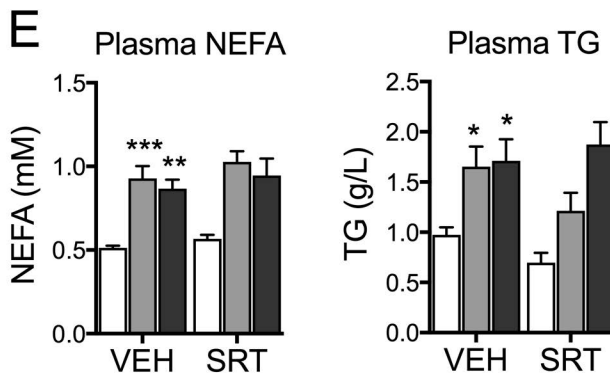 E
Plasma NEFA
NEFA (mM)
1.5
1.0
0.5
0.0
***
**
VEH
SRT
Plasma TG
TG (g/L)
2.5
2.0
1.5
1.0
0.5
0.0
*
*
VEH
SRT